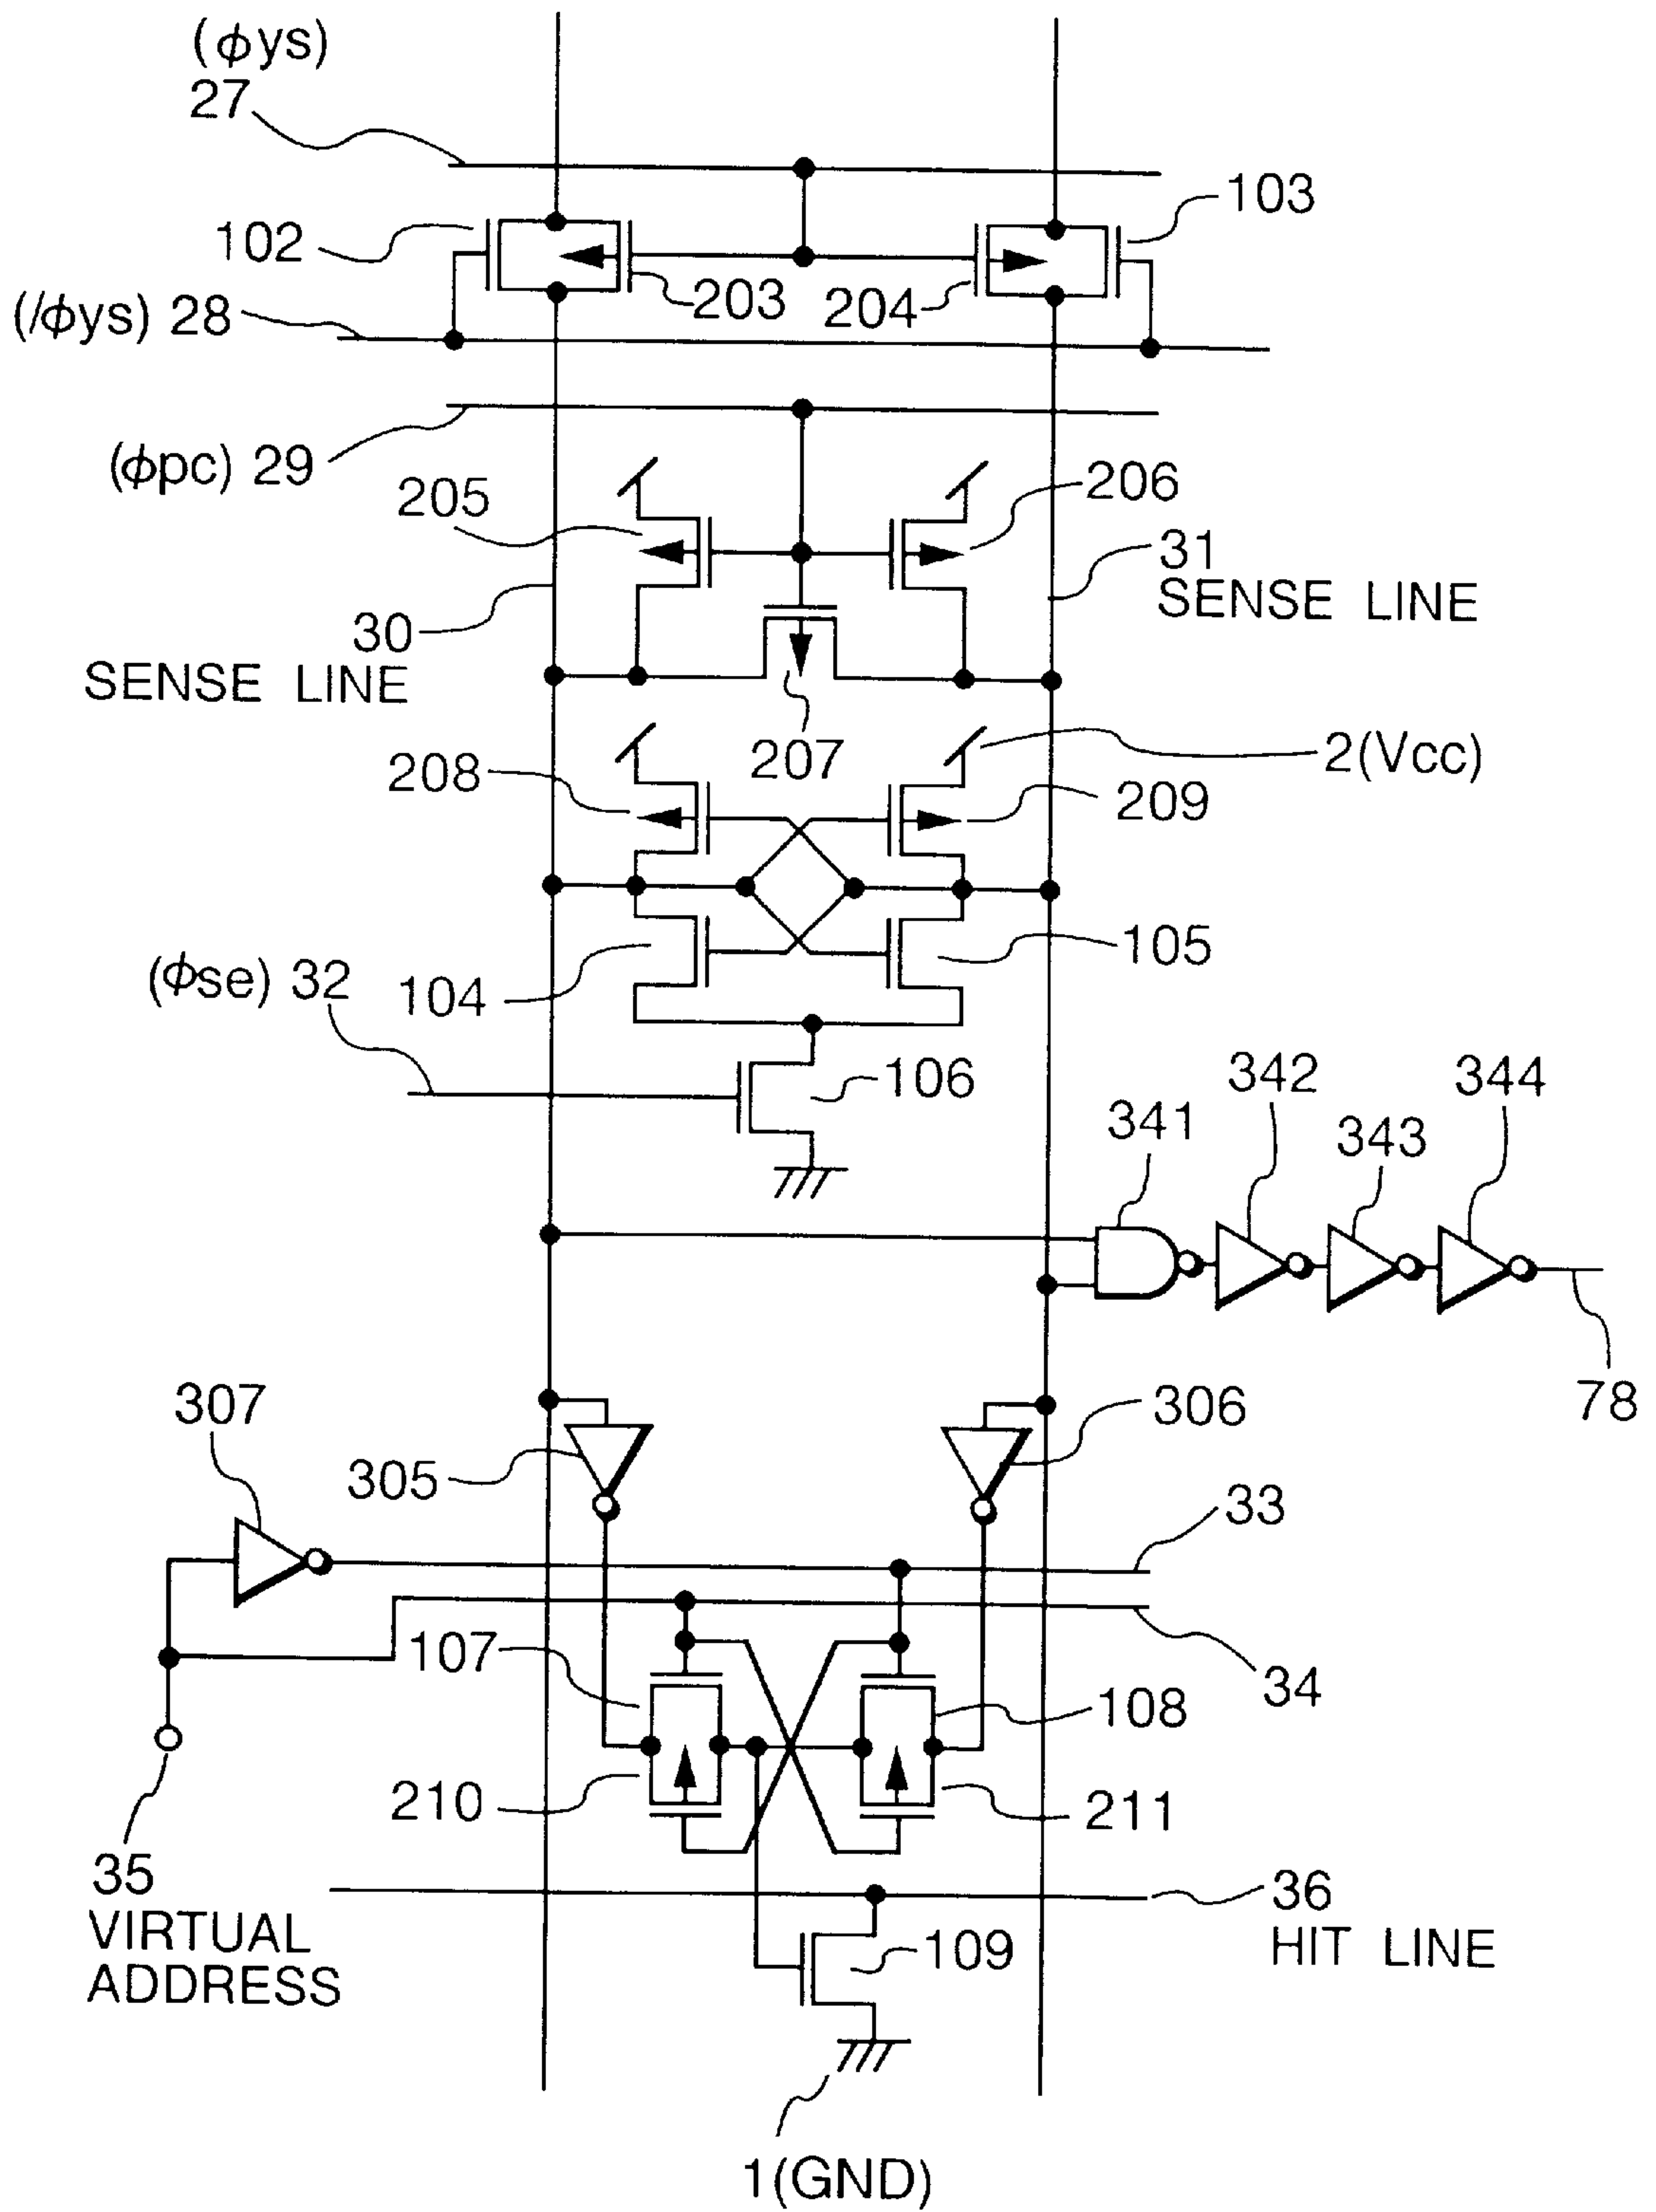 (ϕys)
27
102
103
203
204
(/ϕys) 28
(ϕpc) 29
205
206
31
SENSE LINE
30
SENSE LINE
207
2(Vcc)
208
209
105
(ϕse) 32
104
106
341
342
343
344
78
307
306
305
33
107
34
108
210
211
35
VIRTUAL
ADDRESS
36
HIT LINE
109
1(GND)